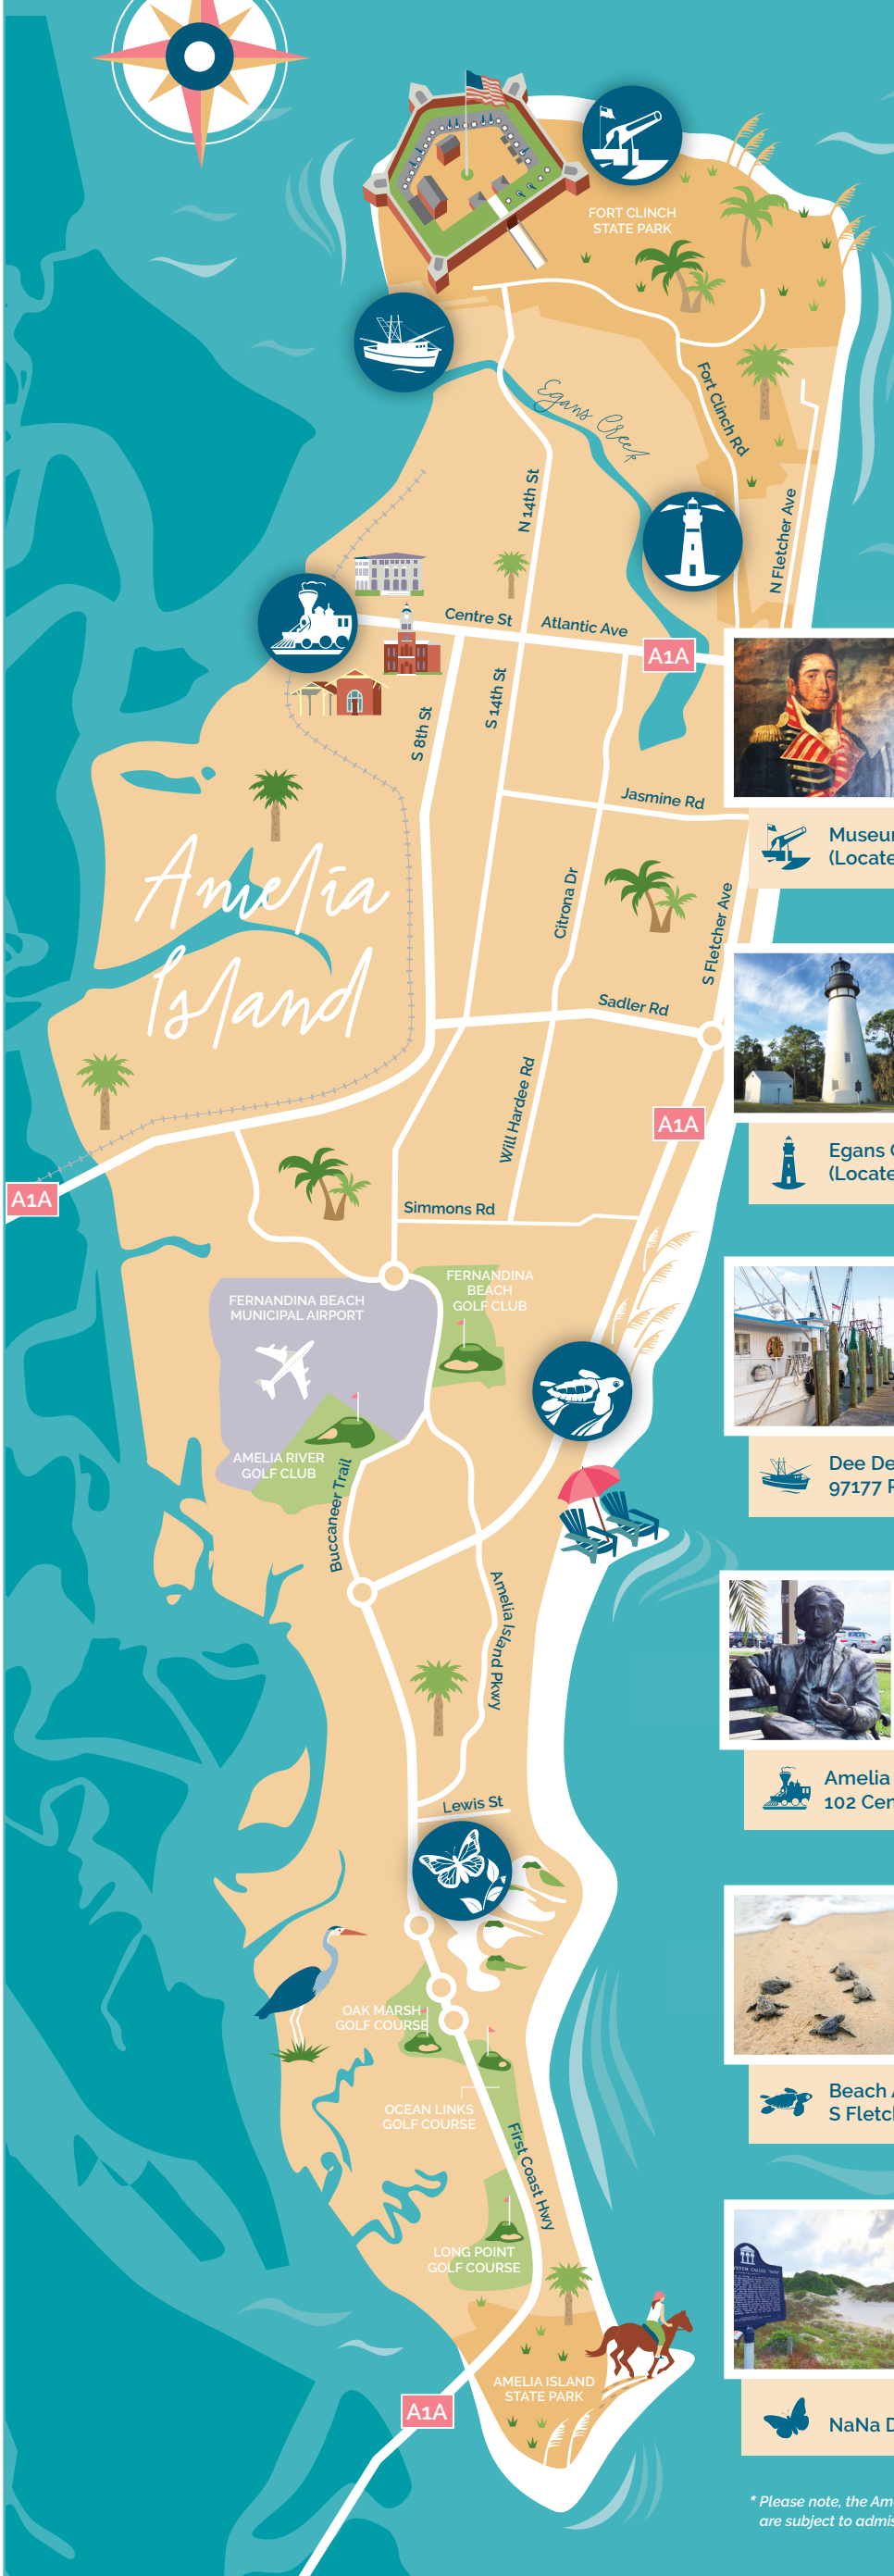 FORT CLINCH
STATE PARK
Egans Creek
Fort Clinch Rd
N 14th St
N Fletcher Ave
Centre St
Atlantic Ave
A1A
S 14th St
S 8th St
Jasmine Rd
(Locate
Citrona Dr
S Fletcher Ave
Amelia
Island
Sadler Rd
Will Hardee Rd
A1A
Egans
(Locate
A1A
Simmons Rd
FERNANDINA
BEACH
GOLF CLUB
FERNANDINA BEACH
MUNICIPAL AIRPORT
AMELIA RIVER
GOLF CLUB
Buccaneer Trail
Dee De
97177
Amelia Island Pkwy
Amelia
102 Cen
Lewis St
OAK MARSH
GOLF COURSE
OCEAN LINKS
GOLF COURSE
Beach
S Fletc
First Coast Hwy
LONG POINT
GOLF COURSE
AMELIA ISLAND
STATE PARK
A1A
NaNa D
* Please note, the Am
are subject to admis